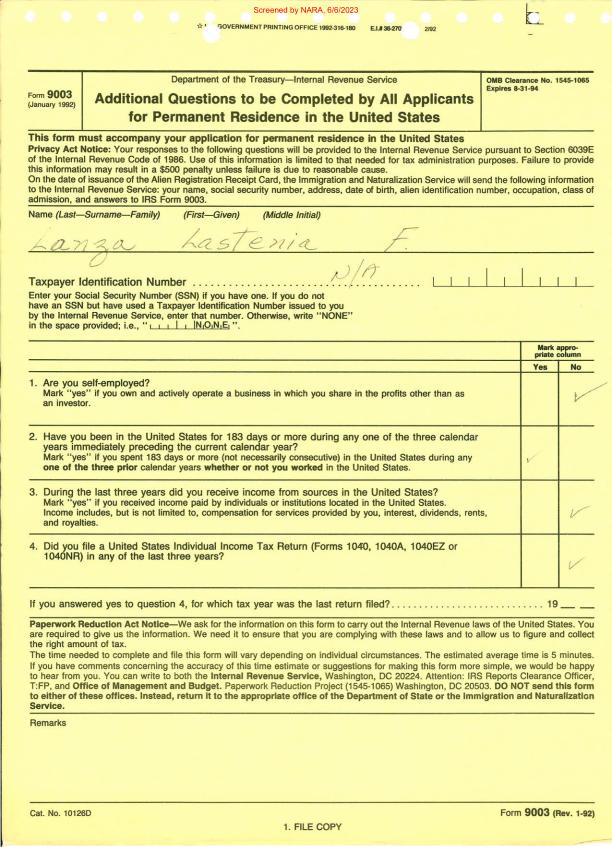 Screened by NARA, 6/6/2023
GOVERNMENT PRINTING OFFICE 1992-316-180 E.I.# 36-270 2/92
Form 9003
(January 1992)
Department of the Treasury—Internal Revenue Service
Additional Questions to be Completed by All Applicants
for Permanent Residence in the United States
OMB Clearance No. 1545-1065
Expires 8-31-94
This form must accompany your application for permanent residence in the United States
Privacy Act Notice: Your responses to the following questions will be provided to the Internal Revenue Service pursuant to Section 6039E
of the Internal Revenue Code of 1986. Use of this information is limited to that needed for tax administration purposes. Failure to provide
this information may result in a $500 penalty unless failure is due to reasonable cause.
On the date of issuance of the Alien Registration Receipt Card, the Immigration and Naturalization Service will send the following information
to the Internal Revenue Service: your name, social security number, address, date of birth, alien identification number, occupation, class of
admission, and answers to IRS Form 9003.
Name (Last—Surname—Family) (First—Given) (Middle Initial)
Lanza Lastenia F.
Taxpayer Identification Number N/A
Enter your Social Security Number (SSN) if you have one. If you do not
have an SSN but have used a Taxpayer Identification Number issued to you
by the Internal Revenue Service, enter that number. Otherwise, write "NONE"
in the space provided; i.e., " NONE ".
Mark appro-
priate column
Yes No
1. Are you self-employed?
Mark "yes" if you own and actively operate a business in which you share in the profits other than as
an investor.
2. Have you been in the United States for 183 days or more during any one of the three calendar
years immediately preceding the current calendar year?
Mark "yes" if you spent 183 days or more (not necessarily consecutive) in the United States during any
one of the three prior calendar years whether or not you worked in the United States.
3. During the last three years did you receive income from sources in the United States?
Mark "yes" if you received income paid by individuals or institutions located in the United States.
Income includes, but is not limited to, compensation for services provided by you, interest, dividends, rents,
and royalties.
4. Did you file a United States Individual Income Tax Return (Forms 1040, 1040A, 1040EZ or
1040NR) in any of the last three years?
If you answered yes to question 4, for which tax year was the last return filed? 19
Paperwork Reduction Act Notice—We ask for the information on this form to carry out the Internal Revenue laws of the United States. You
are required to give us the information. We need it to ensure that you are complying with these laws and to allow us to figure and collect
the right amount of tax.
The time needed to complete and file this form will vary depending on individual circumstances. The estimated average time is 5 minutes.
If you have comments concerning the accuracy of this time estimate or suggestions for making this form more simple, we would be happy
to hear from you. You can write to both the Internal Revenue Service, Washington, DC 20224. Attention: IRS Reports Clearance Officer,
T:FP, and Office of Management and Budget. Paperwork Reduction Project (1545-1065) Washington, DC 20503. DO NOT send this form
to either of these offices. Instead, return it to the appropriate office of the Department of State or the Immigration and Naturalization
Service.
Remarks
Cat. No. 10126D
Form 9003 (Rev. 1-92)
1. FILE COPY